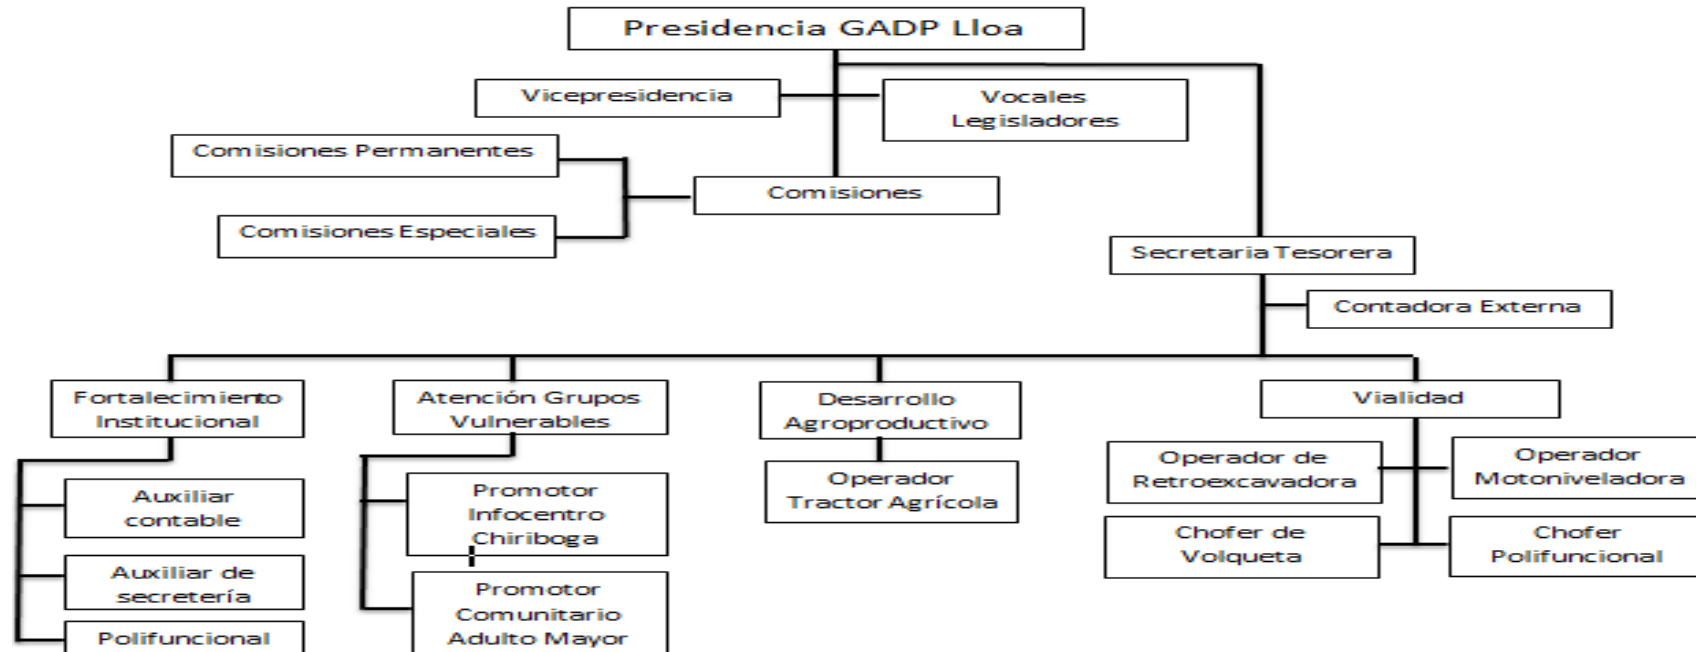 Presidencia GADP Lloa
Vicepresidencia
Vocales
Legisladores
Comisiones Permanentes
Comisiones
Comisiones Especiales
Secretaria Tesorera
Contadora Externa
Fortalecimiento
Institucional
Atención Grupos
Vulnerables
Desarrollo
Agroproductivo
Vialidad
Auxiliar
contable
Auxiliar de
secretería
Polifuncional
Promotor
Infocentro
Chiriboga
Promotor
Comunitario
Adulto Mayor
Operador
Tractor Agrícola
Operador de
Retroexcavadora
Operador
Motoniveladora
Chofer de
Volqueta
Chofer
Polifuncional